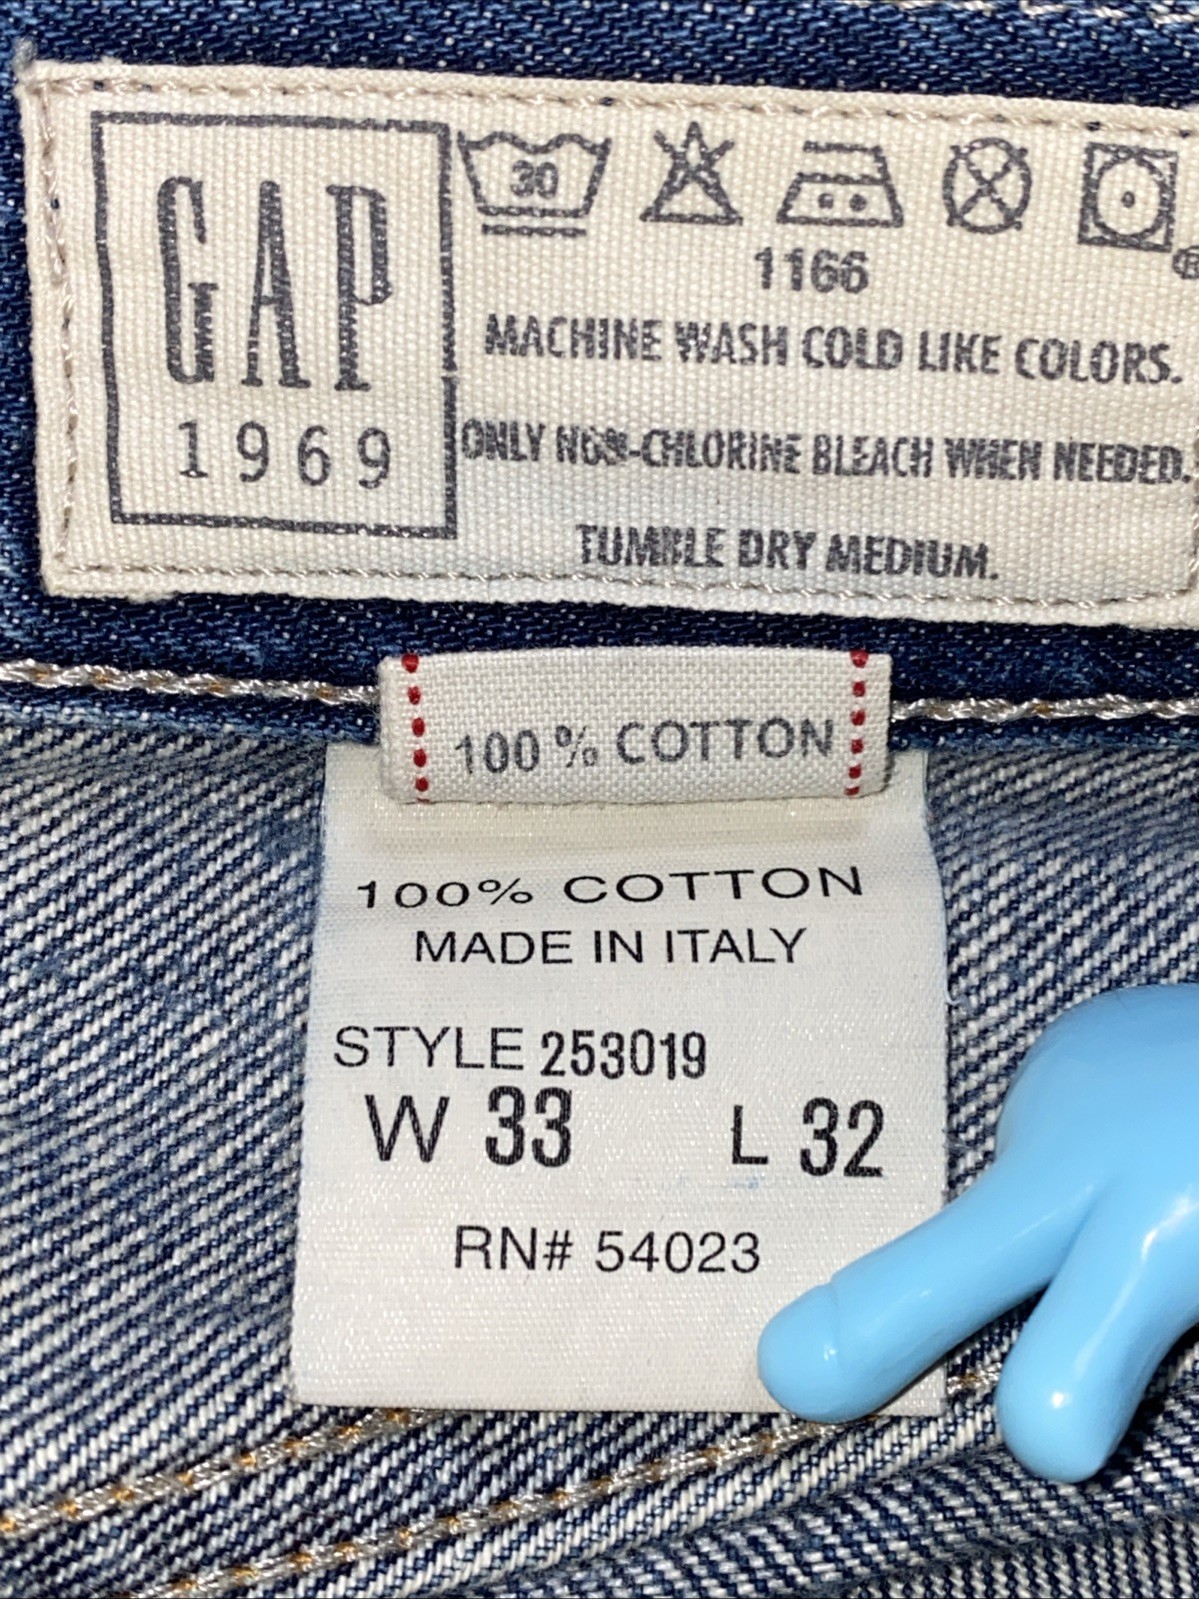 GAP
1969
30
1166
MACHINE WASH COLD LIKE COLORS.
ONLY NON-CHLORINE BLEACH WHEN NEEDED.
TUMBLE DRY MEDIUM.
®
100 % COTTON
100% COTTON
MADE IN ITALY
STYLE 253019
W 33 L 32
RN# 54023